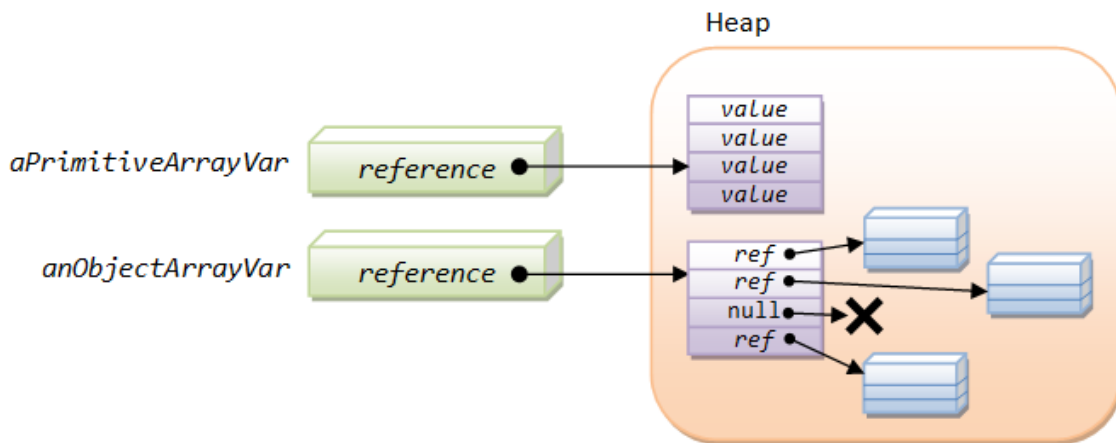 Heap
aPrimitiveArrayVar
reference
value
value
value
value
anObjectArrayVar
reference
ref
ref
null
ref